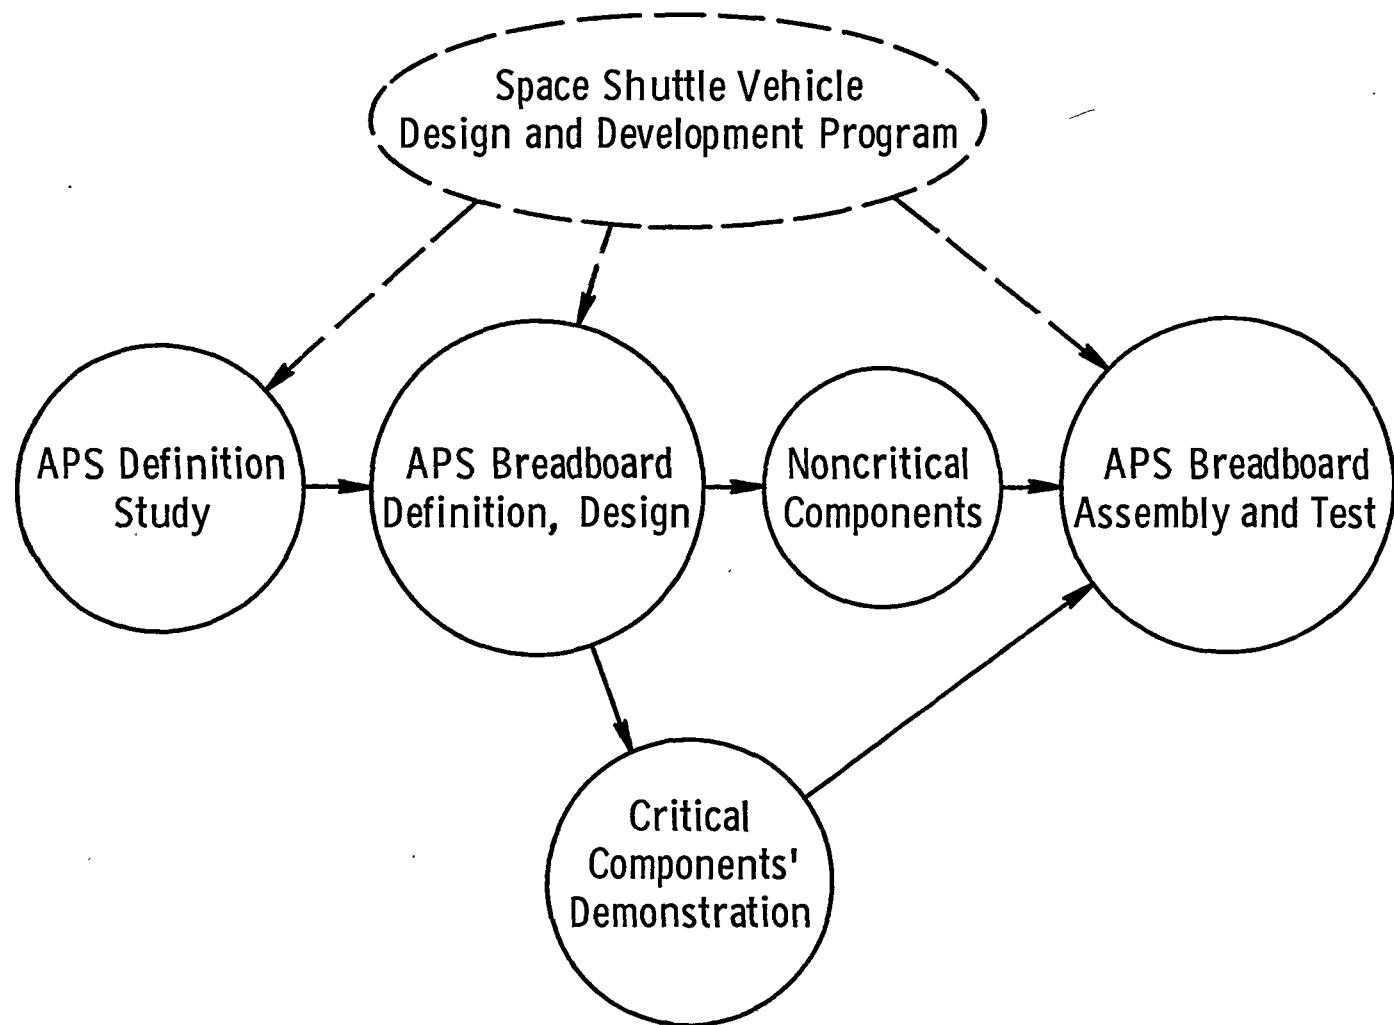 Space Shuttle Vehicle
Design and Development Program
APS Definition
Study
APS Breadboard
Definition, Design
Noncritical
Components
APS Breadboard
Assembly and Test
Critical
Components'
Demonstration